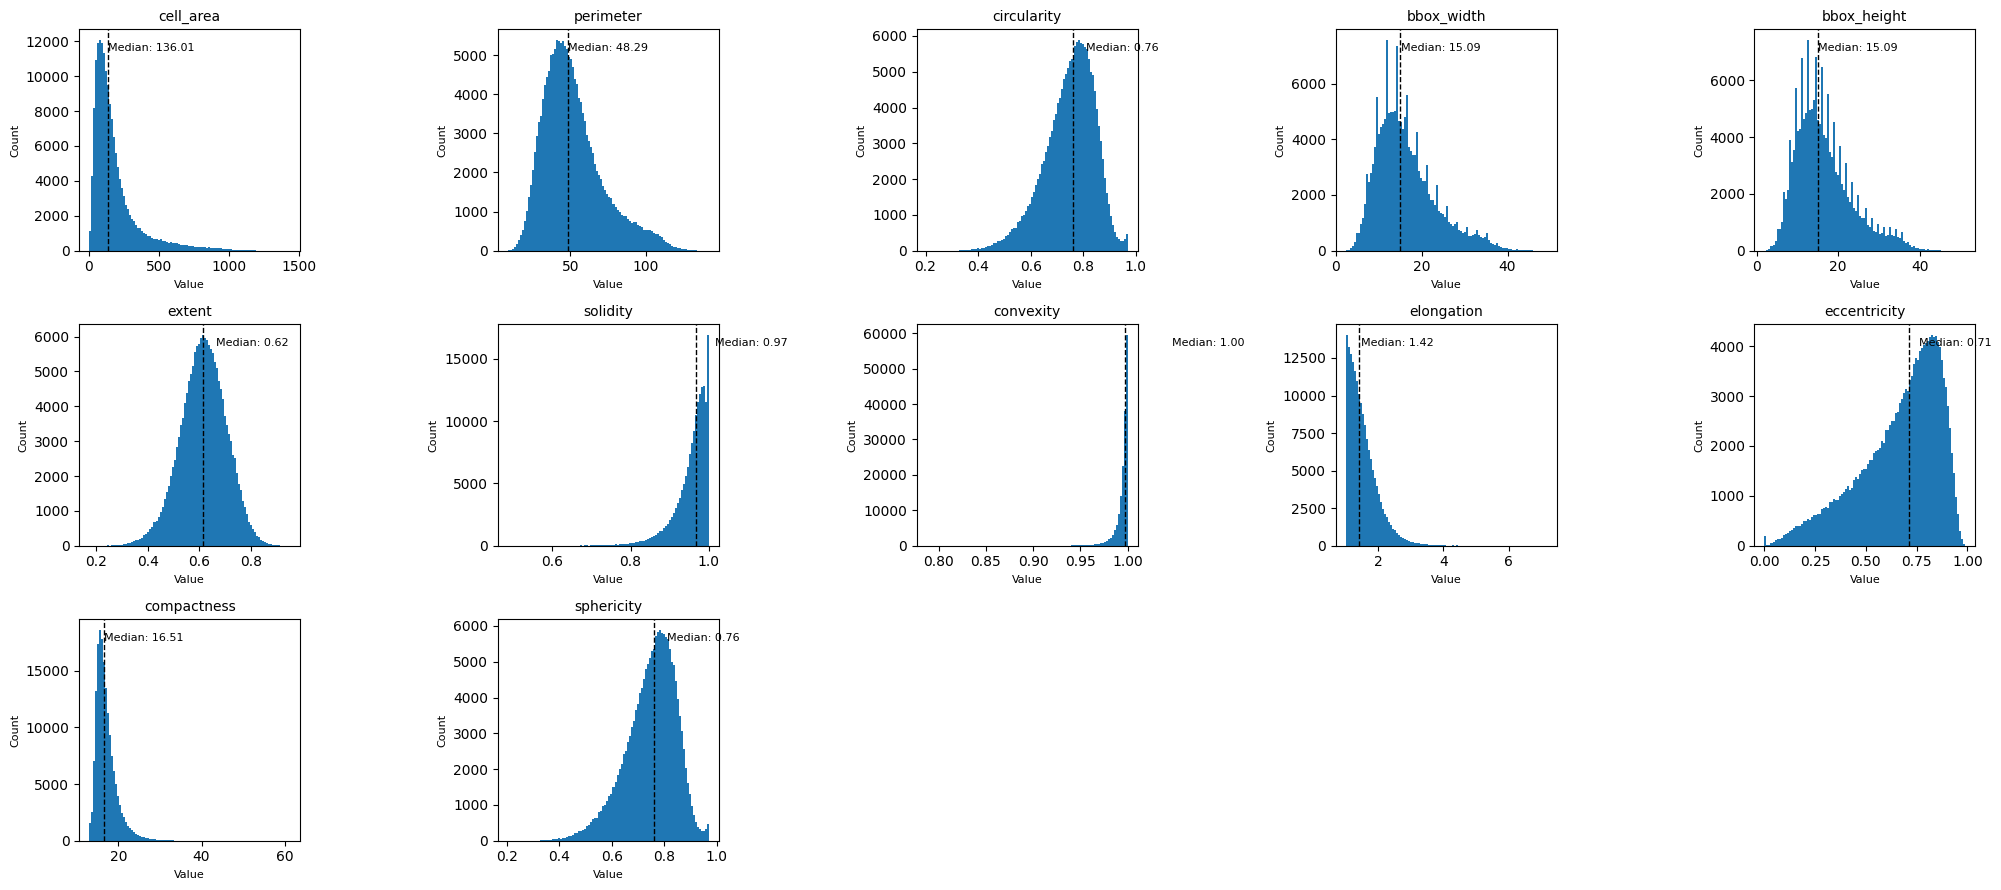 cell_area
12000
10000
8000
6000
4000
2000
0
Count
Median: 136.01
0 500 1000 1500
Value
perimeter
5000
4000
3000
2000
1000
0
Count
Median: 48.29
50 100
Value
circularity
6000
5000
4000
3000
2000
1000
0
Count
Median: 0.76
0.2 0.4 0.6 0.8 1.0
Value
bbox_width
8000
6000
4000
2000
0
Count
Median: 15.09
0 20 40
Value
bbox_height
6000
4000
2000
0
Count
Median: 15.09
0 20 40
Value
extent
6000
5000
4000
3000
2000
1000
0
Count
Median: 0.62
0.2 0.4 0.6 0.8
Value
solidity
15000
10000
5000
0
Count
Median: 0.97
0.6 0.8 1.0
Value
convexity
60000
50000
40000
30000
20000
10000
0
Count
Median: 1.00
0.80 0.85 0.90 0.95 1.00
Value
elongation
12500
10000
7500
5000
2500
0
Count
Median: 1.42
2 4 6
Value
eccentricity
4000
3000
2000
1000
0
Count
Median: 0.71
0.00 0.25 0.50 0.75 1.00
Value
compactness
15000
10000
5000
0
Count
Median: 16.51
20 40 60
Value
sphericity
6000
5000
4000
3000
2000
1000
0
Count
Median: 0.76
0.2 0.4 0.6 0.8 1.0
Value